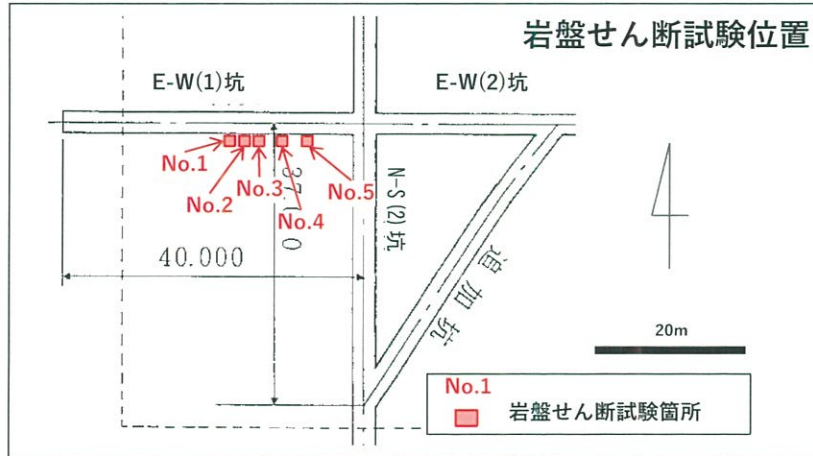 岩盤せん断試験位置
E-W(1)坑
E-W(2)坑
No.1
No.2
No.3
No.4
No.5
N-S(2)坑
追加坑
40.000
20m
No.1
岩盤せん断試験箇所